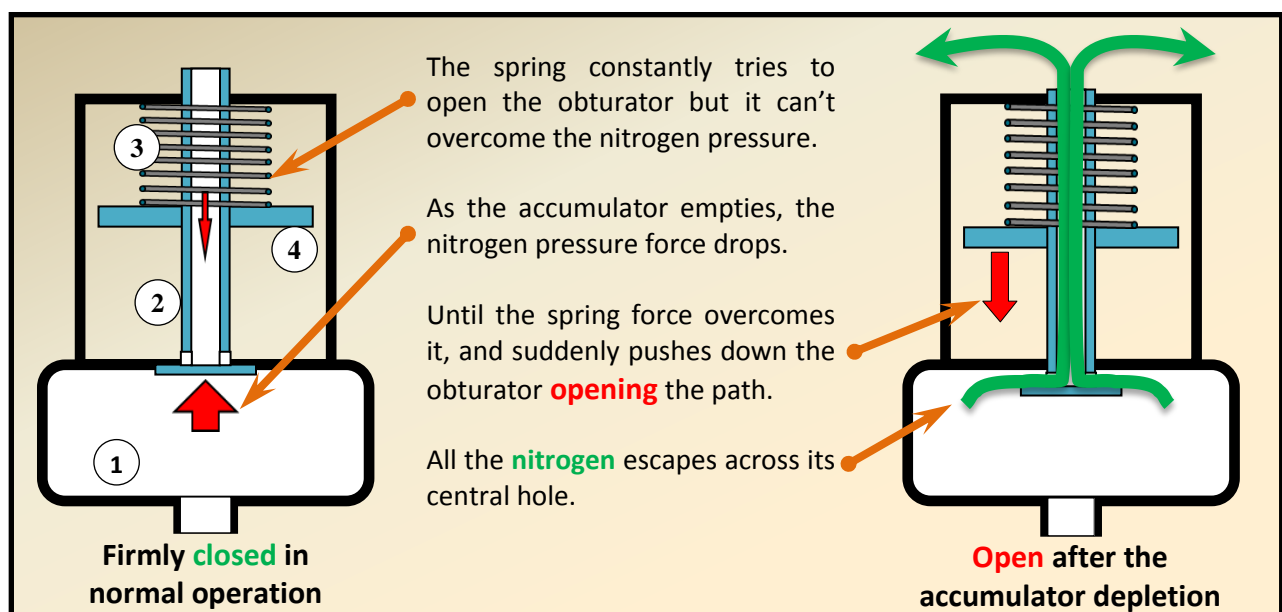 The spring constantly tries to
open the obturator but it can't
overcome the nitrogen pressure.
As the accumulator empties, the
nitrogen pressure force drops.
Until the spring force overcomes
it, and suddenly pushes down the
obturator opening the path.
All the nitrogen escapes across its
central hole.
3
4
2
1
Firmly closed in
normal operation
Open after the
accumulator depletion